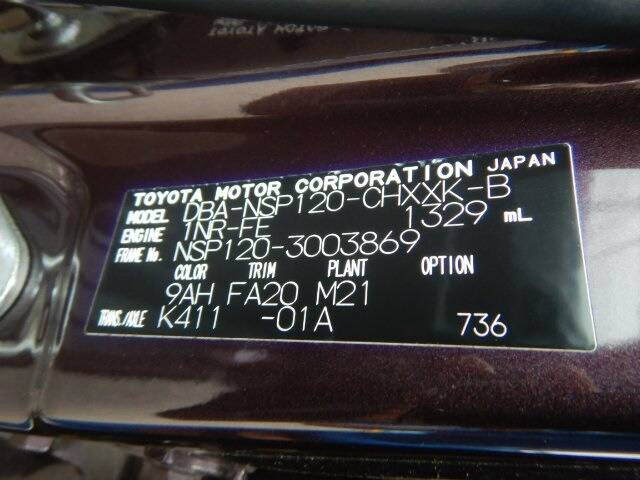 TOYOTA MOTOR CORPORATION JAPAN
MODEL DBA-NSP120-CHXXK-B
ENGINE 1NR-FE 1329 mL
FRAME No. NSP120-3003869
COLOR TRIM PLANT OPTION
9AH FA20 M21
TRANS./AXLE K411 -01A 736